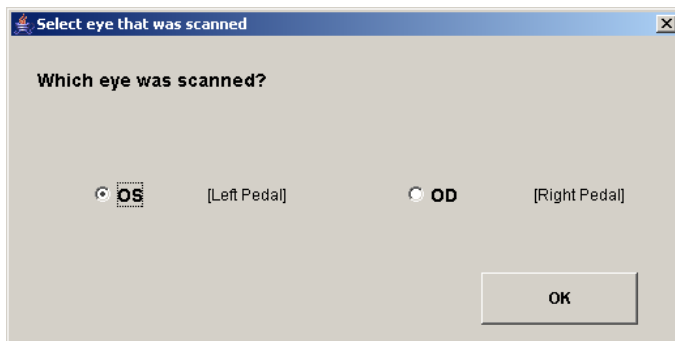 Select eye that was scanned
Which eye was scanned?
OS [Left Pedal] OD [Right Pedal]
OK